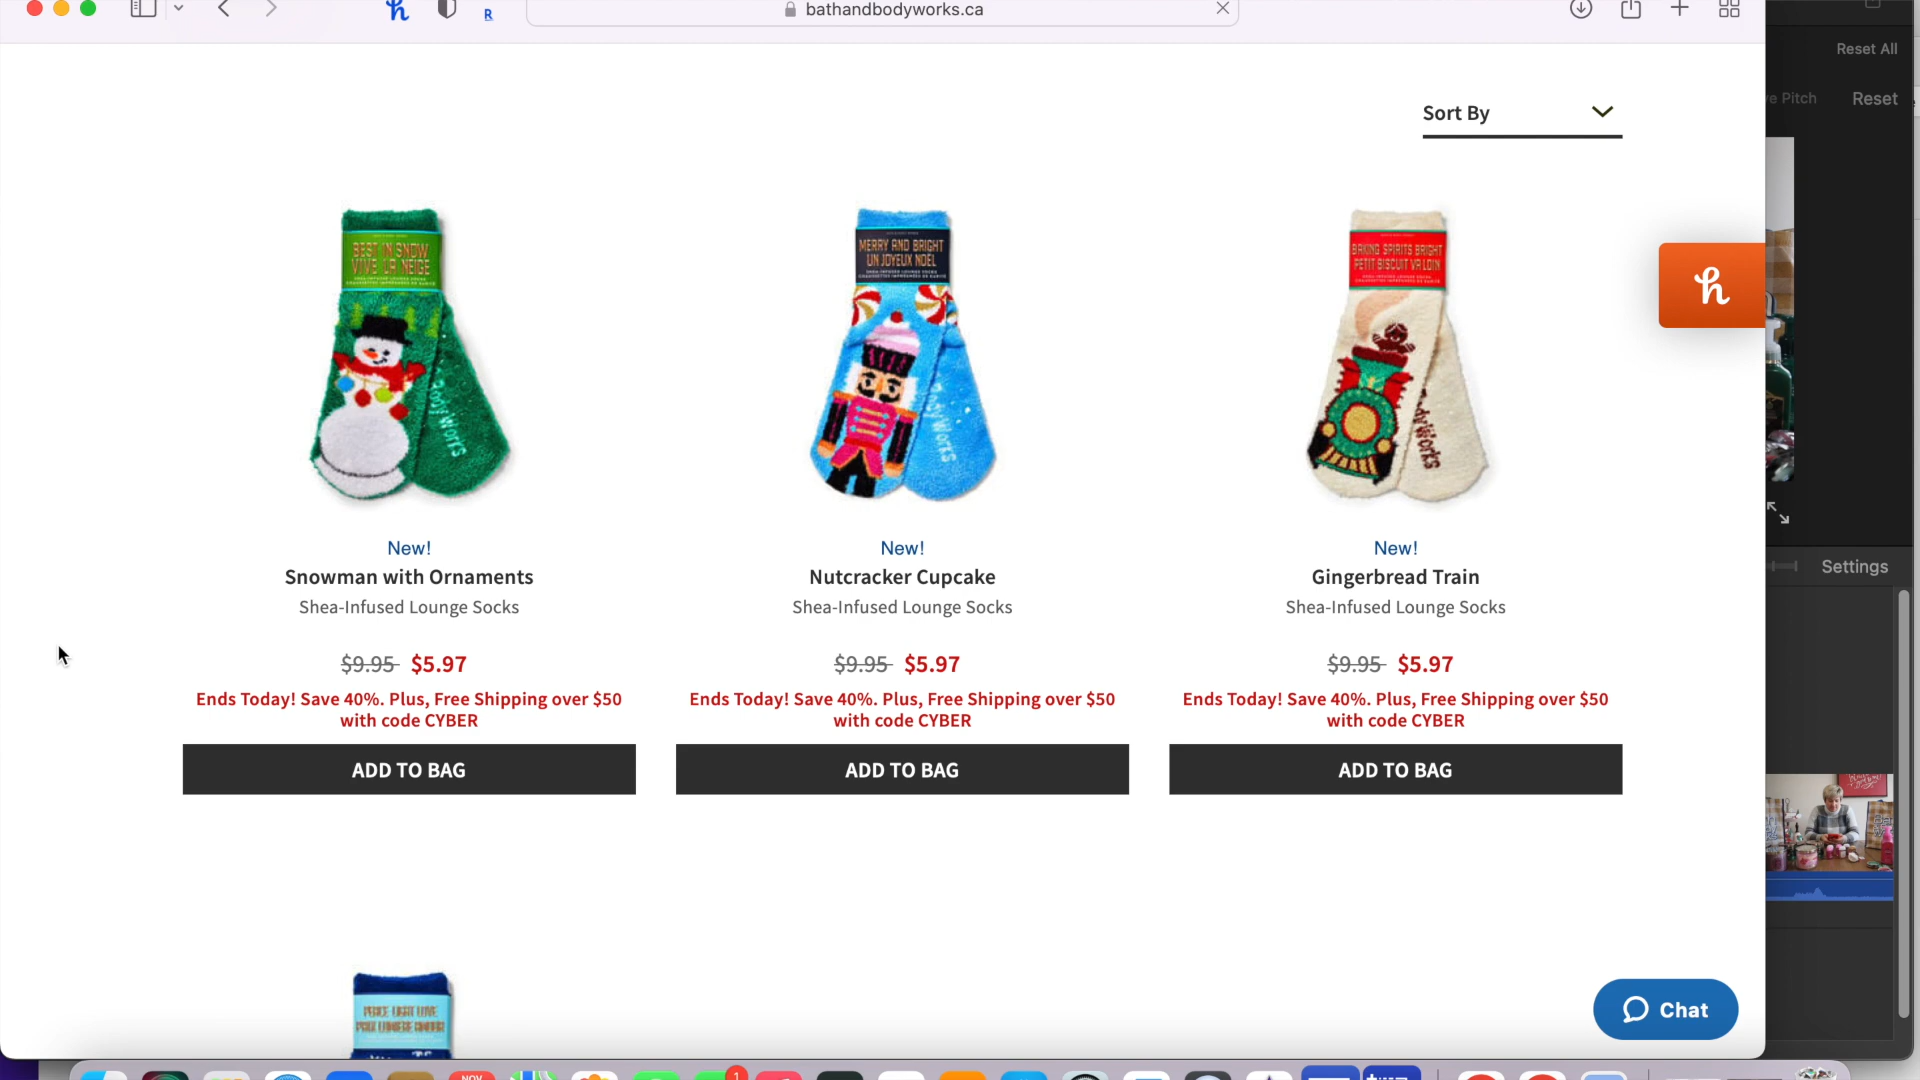 bathandbodyworks.ca
Reset All
Pitch
Reset
Sort By
BEST IN SNOW
VIVE LA NEIGE
MERRY AND BRIGHT
UN JOYEUX NOEL
BAKING SPIRITS BRIGHT
PETIT BISCUIT VA LOIN
New!
Snowman with Ornaments
Shea-Infused Lounge Socks
$9.95 $5.97
Ends Today! Save 40%. Plus, Free Shipping over $50
with code CYBER
ADD TO BAG
New!
Nutcracker Cupcake
Shea-Infused Lounge Socks
$9.95 $5.97
Ends Today! Save 40%. Plus, Free Shipping over $50
with code CYBER
ADD TO BAG
New!
Gingerbread Train
Shea-Infused Lounge Socks
$9.95 $5.97
Ends Today! Save 40%. Plus, Free Shipping over $50
with code CYBER
ADD TO BAG
Settings
PEACE LIGHT LOVE
Chat
NOV
1